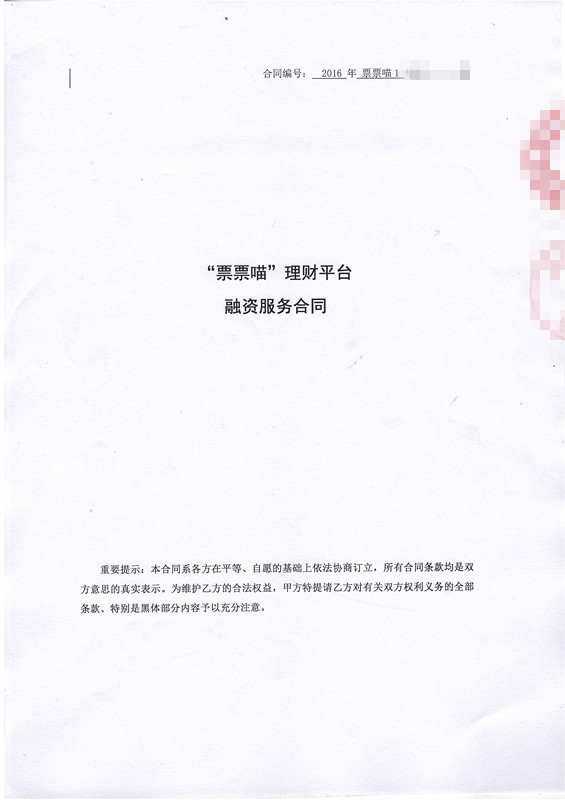 合同编号： 2016 年 票票喵 1
“票票喵”理财平台
融资服务合同
重要提示：本合同系各方在平等、自愿的基础上依法协商订立，所有合同条款均是双
方意思的真实表示。为维护乙方的合法权益，甲方特提请乙方对有关双方权利义务的全部
条款、特别是黑体部分内容予以充分注意。